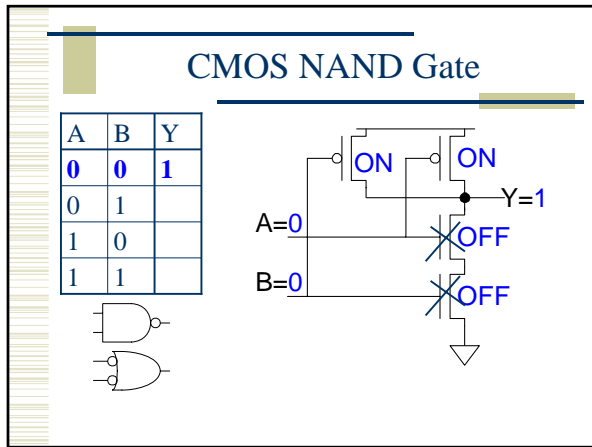 CMOS NAND Gate
A B Y
0 0 1
0 1
1 0
1 1
ON ON
Y=1
A=0 OFF
B=0 OFF